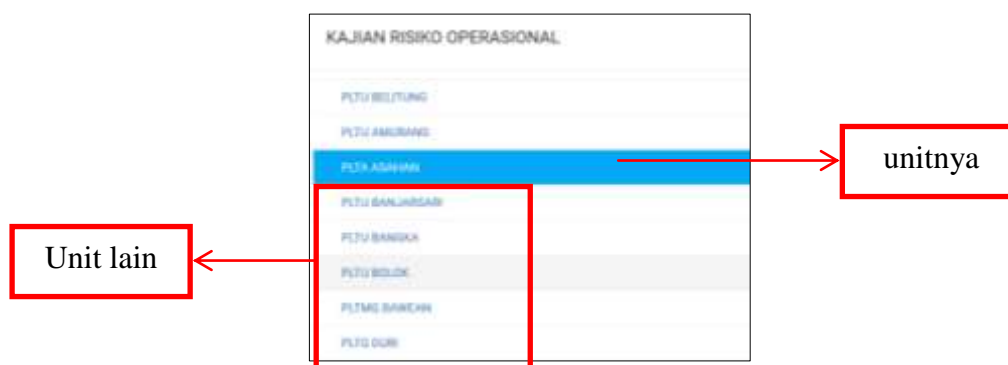 KAJIAN RISIKO OPERASIONAL
PLTU BELITUNG
PLTU AMURANG
PLTA ASAHAN
unitnya
PLTU BANJARSARI
PLTU BANGKA
Unit lain
PLTU BOLOK
PLTMG BAWEAN
PLTG DURI